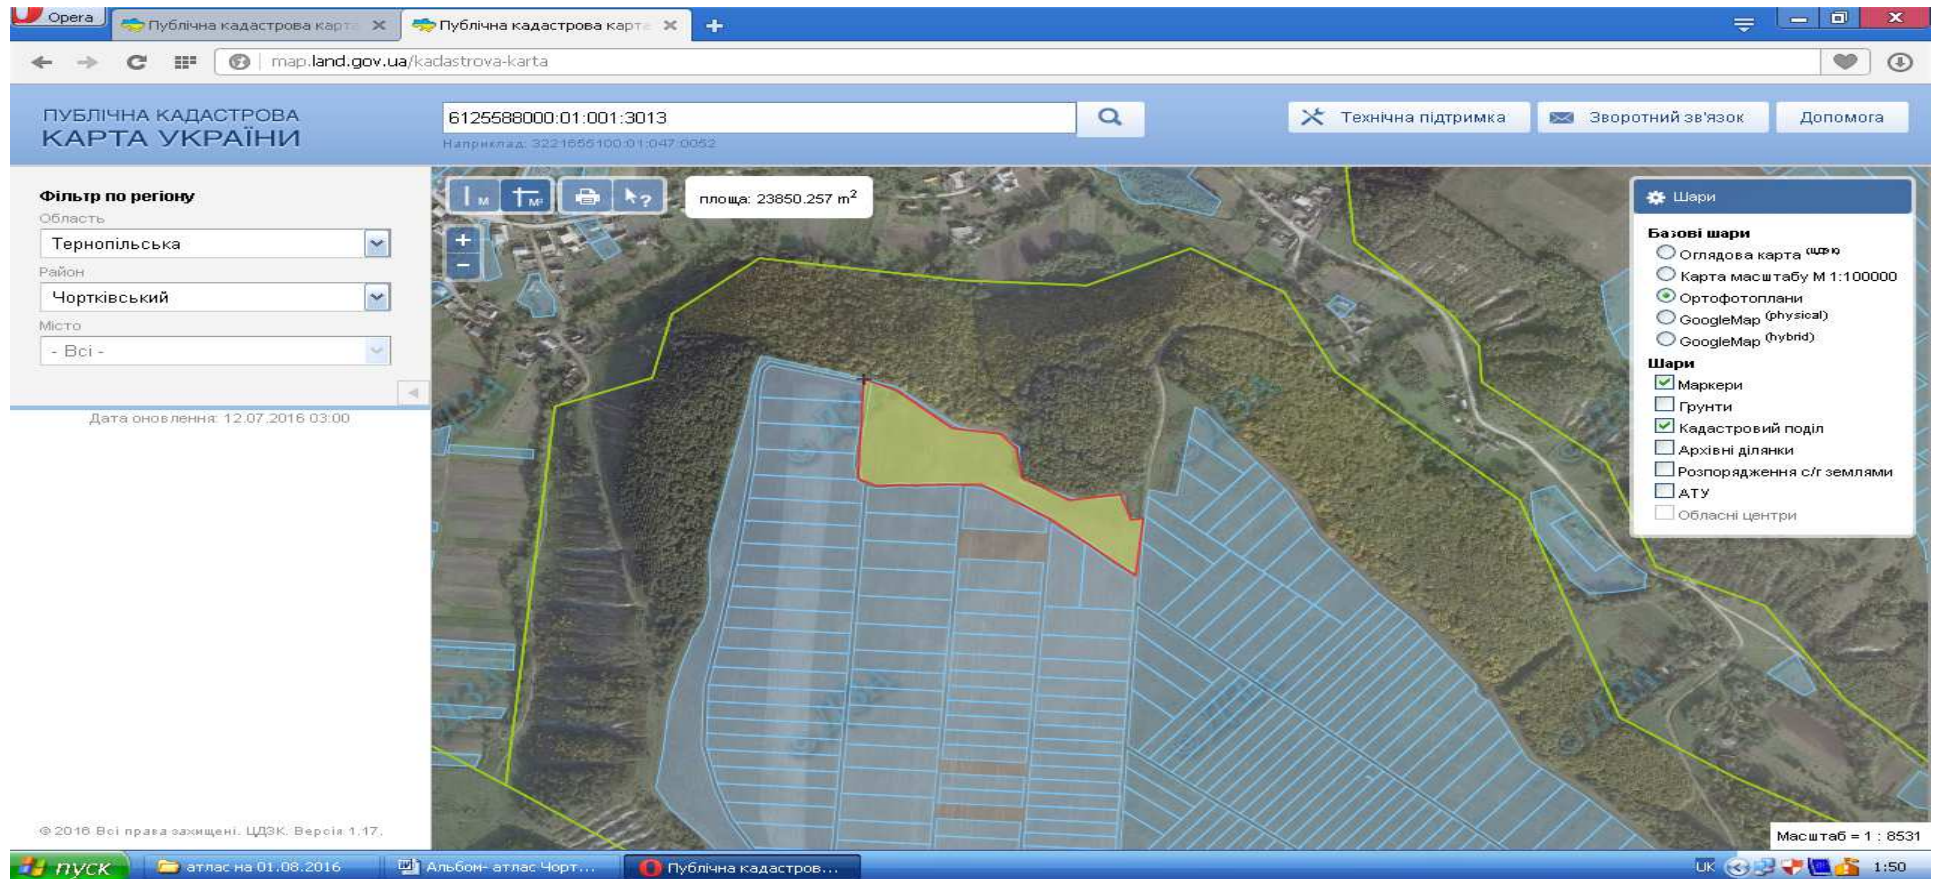 Opera
Публічна кадастрова карта
Публічна кадастрова карта
map.land.gov.ua/kadastrova-karta
ПУБЛІЧНА КАДАСТРОВА
КАРТА УКРАЇНИ
6125588000:01:001:3013
Наприклад: 3221655100:01:047:0052
Технічна підтримка
Зворотний зв'язок
Допомога
Фільтр по регіону
Область
Тернопільська
Район
Чортківський
Місто
- Всі -
Дата оновлення: 12.07.2016 03:00
© 2016 Всі права захищені. ЦДЗК. Версія 1.17.
М
М²
площа: 23850.257 m²
Шари
Базові шари
Оглядова карта
Карта масштабу М 1:100000
Ортофотоплани
GoogleMap (physical)
GoogleMap (hybrid)
Шари
Маркери
Грунти
Кадастровий поділ
Архівні ділянки
Розпорядження с/г землями
АТУ
Обласні центри
Масштаб = 1 : 8531
пуск
атлас на 01.08.2016
Альбом- атлас Чорт...
Публічна кадастров...
UK
1:50